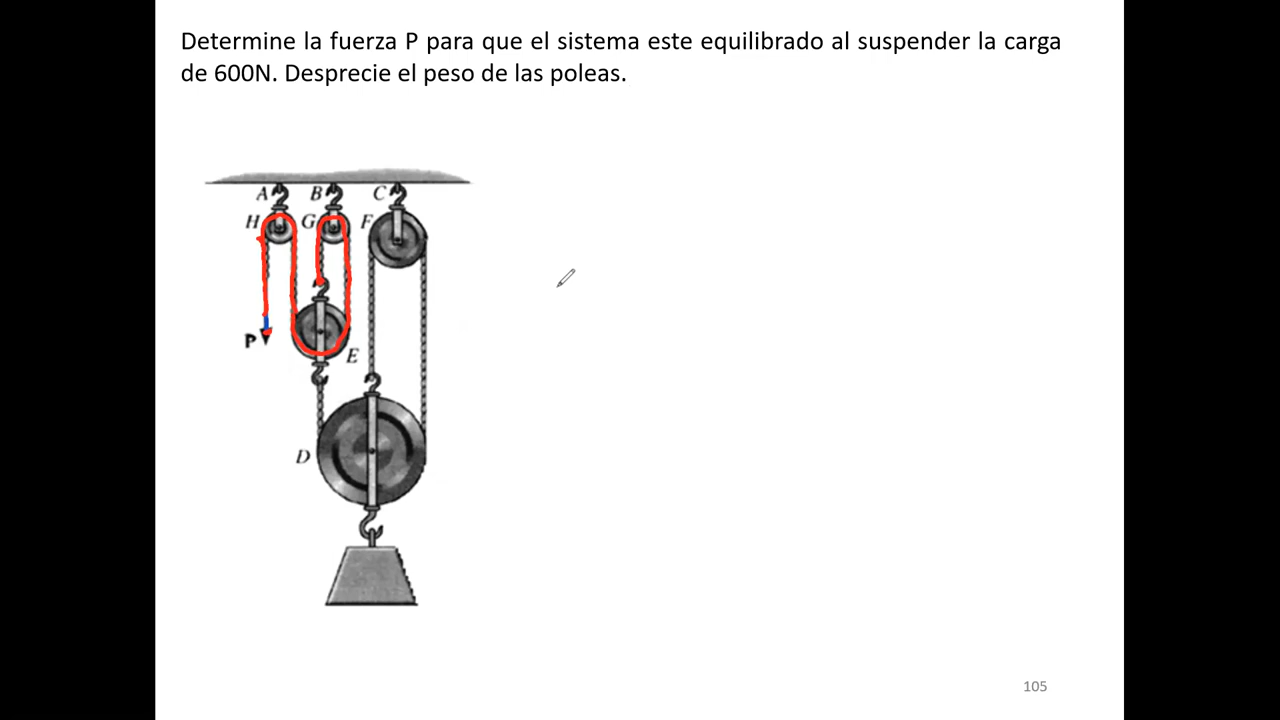 Determine la fuerza P para que el sistema este equilibrado al suspender la carga
de 600N. Desprecie el peso de las poleas.
A B C
H G F
P
E
D
105